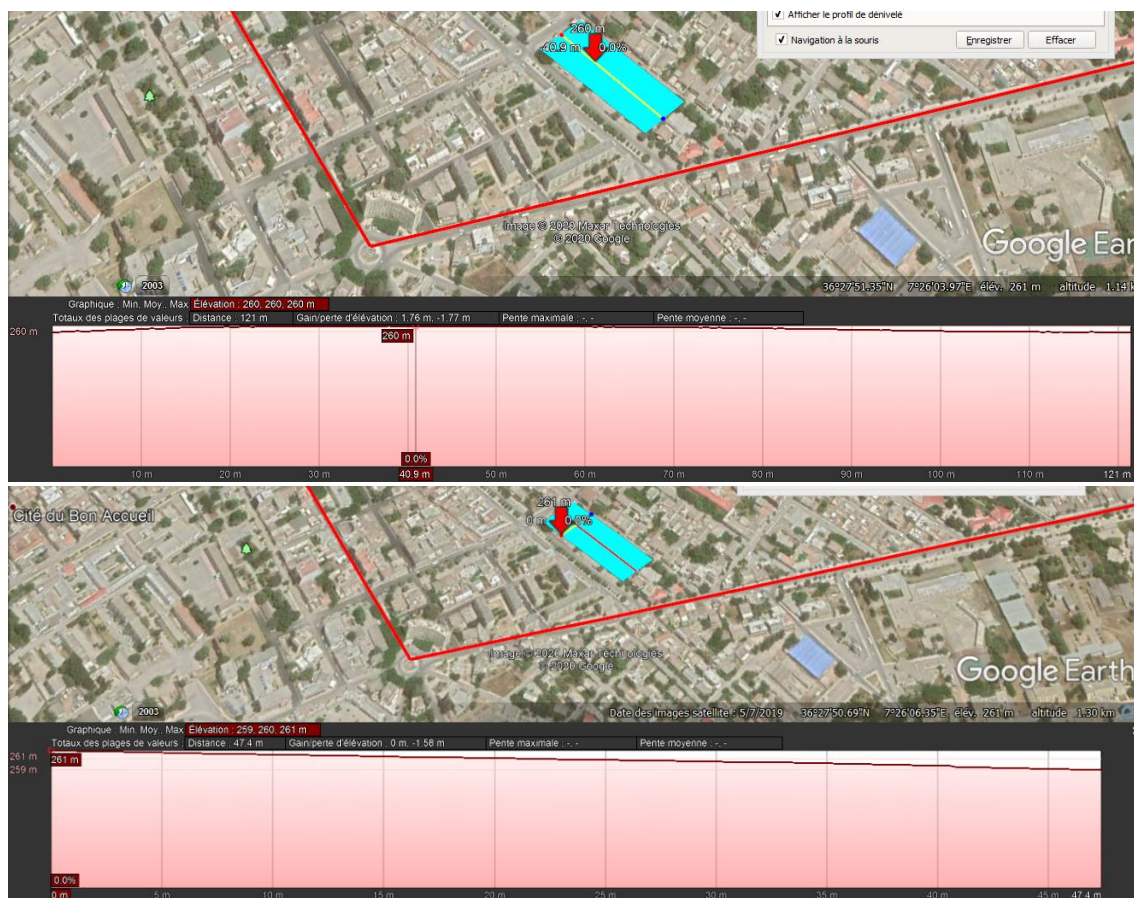 Afficher le profil de dénivelé
Navigation à la souris
Enregistrer
Effacer
260 m
40.9 m
0.0%
Image © 2020 Maxar Technologies
© 2020 Google
Google Ear
2003
36°27'51.35"N 7°26'03.97"E élév. 261 m altitude 1.14 k
Graphique : Min. Moy., Max Élévation : 260, 260, 260 m
Totaux des plages de valeurs : Distance : 121 m Gain/perte d'élévation : 1.76 m, -1.77 m Pente maximale : -, - Pente moyenne : -, -
260 m
260 m
0.0%
10 m 20 m 30 m 40.9 m 50 m 60 m 70 m 80 m 90 m 100 m 110 m 121 m
Cité du Bon Accueil
261 m
0 m 0.0%
Image © 2020 Maxar Technologies
© 2020 Google
Google Earth
2003
Date des images satellite : 5/7/2019 36°27'50.69"N 7°26'06.35"E élév. 261 m altitude 1.30 km
Graphique : Min. Moy., Max Élévation : 259, 260, 261 m
Totaux des plages de valeurs : Distance : 47.4 m Gain/perte d'élévation : 0 m, -1.58 m Pente maximale : -, - Pente moyenne : -, -
261 m
261 m
259 m
0.0%
0 m 5 m 10 m 15 m 20 m 25 m 30 m 35 m 40 m 45 m 47.4 m